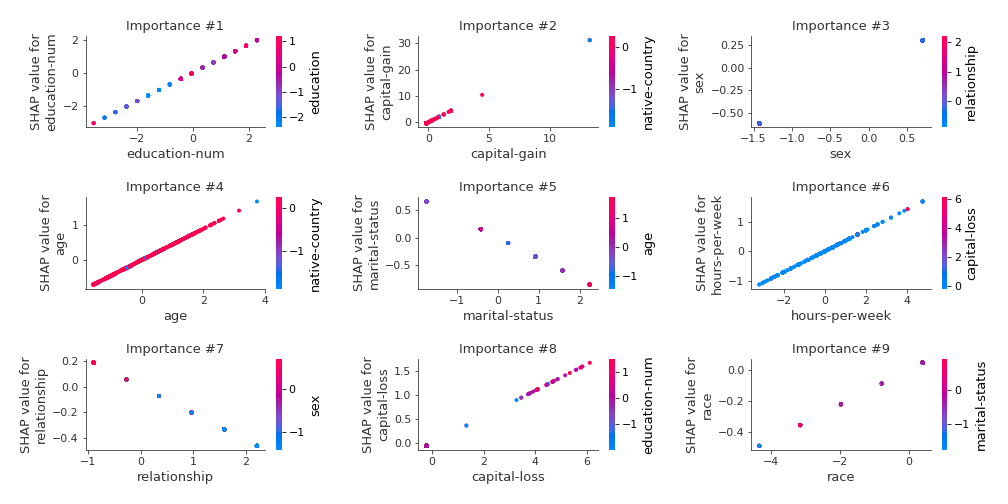 Importance #1
SHAP value for
education-num
2
0
−2
−2
0
2
education-num
1
0
−1
−2
education
Importance #2
SHAP value for
capital-gain
30
20
10
0
0
5
10
capital-gain
0
−1
native-country
Importance #3
SHAP value for
sex
0.25
0.00
−0.50
−1.5
−1.0
−0.5
0.0
0.5
sex
2
1
0
relationship
Importance #4
SHAP value for
age
1
0
0
2
4
age
0
−1
native-country
Importance #5
SHAP value for
marital-status
0.5
0.0
−0.5
−1
0
1
2
marital-status
1
0
−1
age
Importance #6
SHAP value for
hours-per-week
1
0
−1
−2
0
2
4
hours-per-week
6
4
2
0
capital-loss
Importance #7
SHAP value for
relationship
0.2
0.0
−0.2
−0.4
−1
0
1
2
relationship
0
−1
sex
Importance #8
SHAP value for
capital-loss
1.5
1.0
0.5
0.0
0
2
4
6
capital-loss
1
0
−1
education-num
Importance #9
SHAP value for
race
0.0
−0.2
−0.4
−4
−2
0
race
0
−1
marital-status